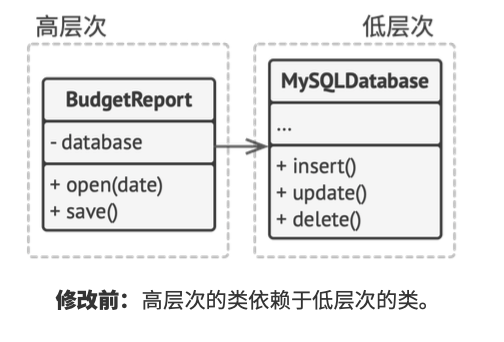 高层次
低层次
BudgetReport
- database
+ open(date)
+ save()
MySQLDatabase
...
+ insert()
+ update()
+ delete()
修改前：高层次的类依赖于低层次的类。